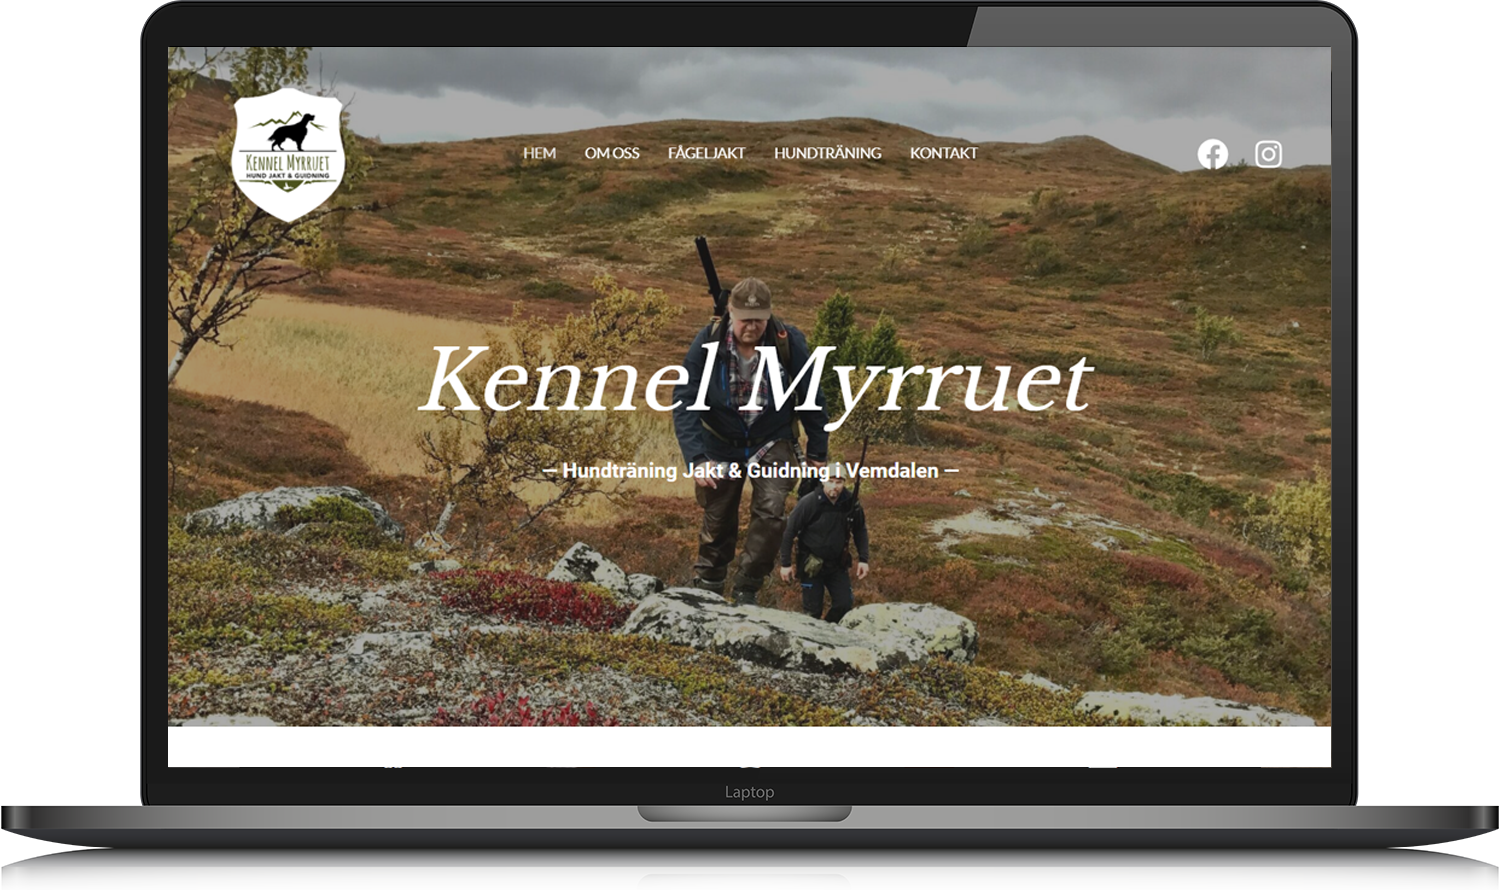 KENNEL MYRRUET
HUND JAKT & GUIDNING
HEM OM OSS FÅGELJAKT HUNDTRÄNING KONTAKT
Kennel Myrruet
— Hundträning Jakt & Guidning i Vemdalen —
Laptop